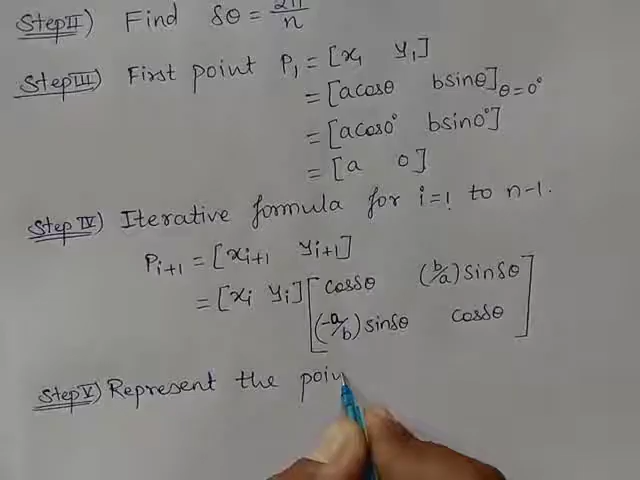 Step II) Find δθ = 2π/n
Step III) First point P₁ = [x₁ y₁]
= [acosθ bsinθ]θ=0°
= [acos0° bsin0°]
= [a 0]
Step IV) Iterative formula for i=1 to n-1.
Pi+1 = [xi+1 yi+1]
= [xi yi] [cosδθ (b/a)sinδθ
(-a/b)sinδθ cosδθ]
Step V) Represent the poin